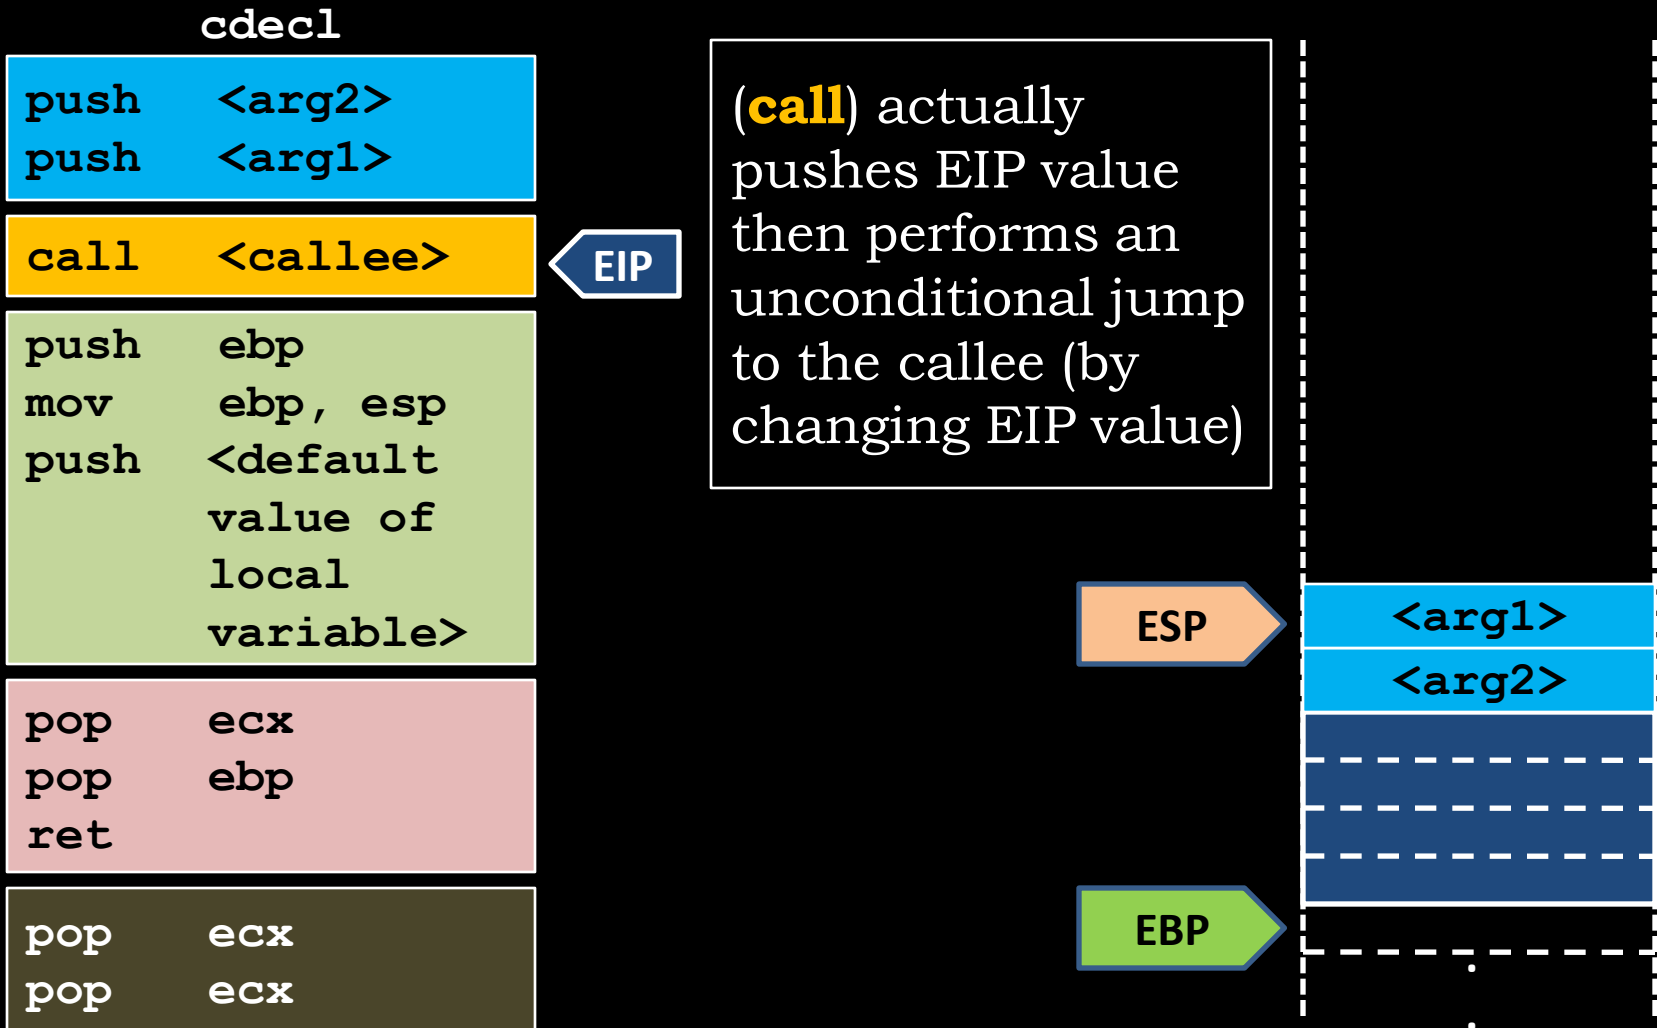 cdecl
push <arg2>
push <arg1>
call <callee>
push ebp
mov ebp, esp
push <default
value of
local
variable>
pop ecx
pop ebp
ret
pop ecx
pop ecx
EIP
(call) actually
pushes EIP value
then performs an
unconditional jump
to the callee (by
changing EIP value)
ESP
<arg1>
<arg2>
EBP